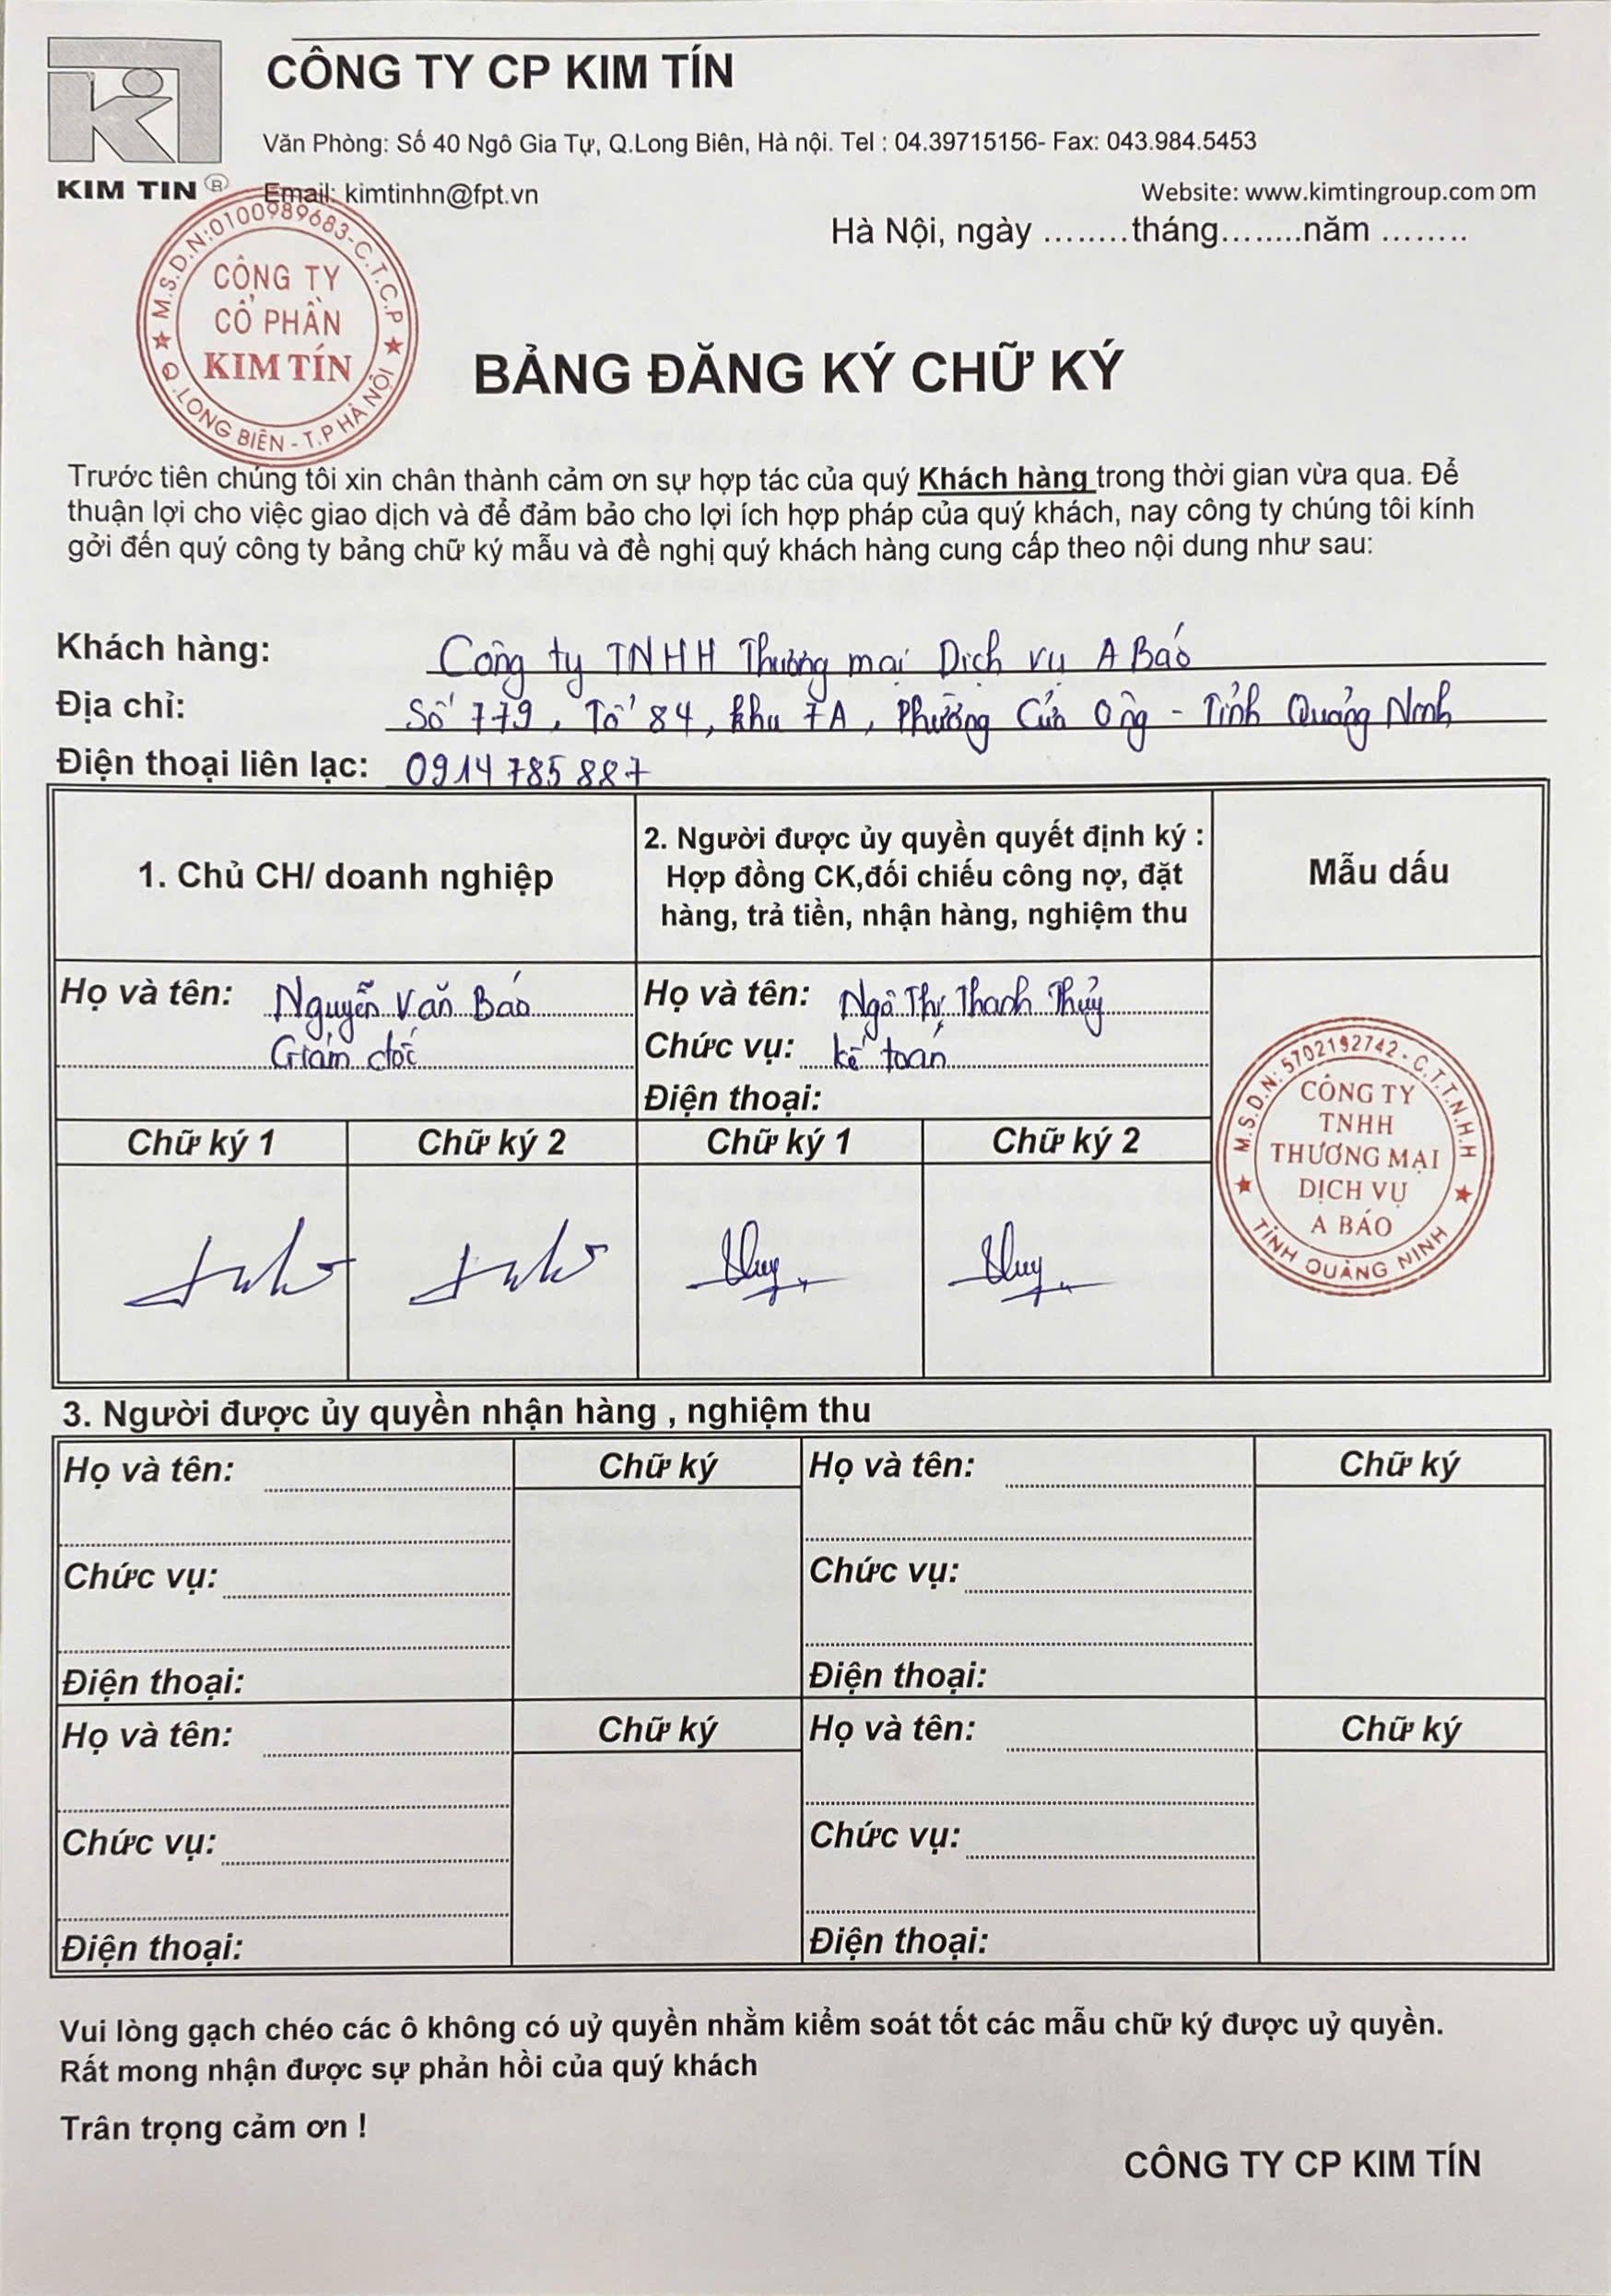 CÔNG TY CP KIM TÍN
Văn Phòng: Số 40 Ngô Gia Tự, Q.Long Biên, Hà nội. Tel : 04.39715156- Fax: 043.984.5453
KIM TIN ®
Email: kimtinhn@fpt.vn
Website: www.kimtingroup.com om
Hà Nội, ngày ........tháng........năm ........
M.S.D.N:0100989683-C.T.C.P
CÔNG TY
CỔ PHẦN
KIM TÍN
Q.LONG BIÊN - T.P HÀ NỘI
BẢNG ĐĂNG KÝ CHỮ KÝ
Trước tiên chúng tôi xin chân thành cảm ơn sự hợp tác của quý Khách hàng trong thời gian vừa qua. Để
thuận lợi cho việc giao dịch và để đảm bảo cho lợi ích hợp pháp của quý khách, nay công ty chúng tôi kính
gởi đến quý công ty bảng chữ ký mẫu và đề nghị quý khách hàng cung cấp theo nội dung như sau:
Khách hàng: Công ty TNHH Thương mại Dịch vụ A Báo
Địa chỉ: Số 779, Tổ 84, khu 7A, Phường Cửa Ông - Tỉnh Quảng Ninh
Điện thoại liên lạc: 0914785887
1. Chủ CH/ doanh nghiệp
2. Người được ủy quyền quyết định ký :
Hợp đồng CK,đối chiếu công nợ, đặt
hàng, trả tiền, nhận hàng, nghiệm thu
Mẫu dấu
Họ và tên: Nguyễn Văn Báo
Giám đốc
Họ và tên: Ngô Thị Thanh Thủy
Chức vụ: kế toán
Điện thoại:
Chữ ký 1
Chữ ký 2
Chữ ký 1
Chữ ký 2
Thuy
Thuy
M.S.D.N: 5702192742 - C.T.T.N.H.H
CÔNG TY
TNHH
THƯƠNG MẠI
DỊCH VỤ
A BÁO
TỈNH QUẢNG NINH
3. Người được ủy quyền nhận hàng , nghiệm thu
Họ và tên:
Chữ ký
Họ và tên:
Chữ ký
Chức vụ:
Chức vụ:
Điện thoại:
Điện thoại:
Họ và tên:
Chữ ký
Họ và tên:
Chữ ký
Chức vụ:
Chức vụ:
Điện thoại:
Điện thoại:
Vui lòng gạch chéo các ô không có uỷ quyền nhằm kiểm soát tốt các mẫu chữ ký được uỷ quyền.
Rất mong nhận được sự phản hồi của quý khách
Trân trọng cảm ơn !
CÔNG TY CP KIM TÍN